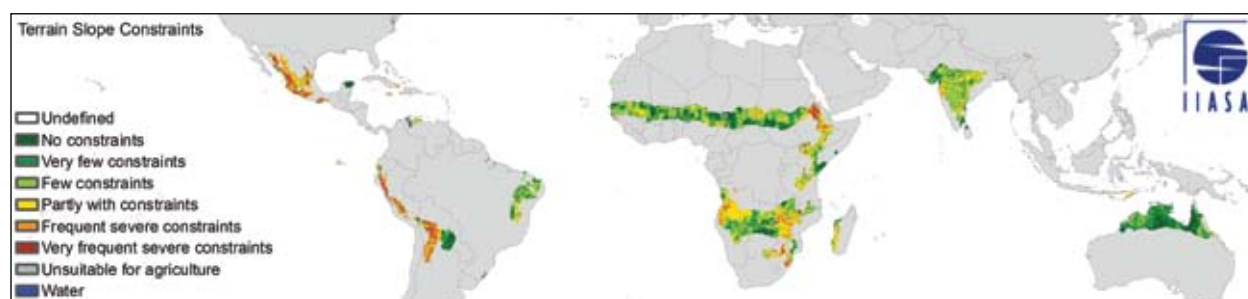 Terrain Slope Constraints
IIASA
Undefined
No constraints
Very few constraints
Few constraints
Partly with constraints
Frequent severe constraints
Very frequent severe constraints
Unsuitable for agriculture
Water